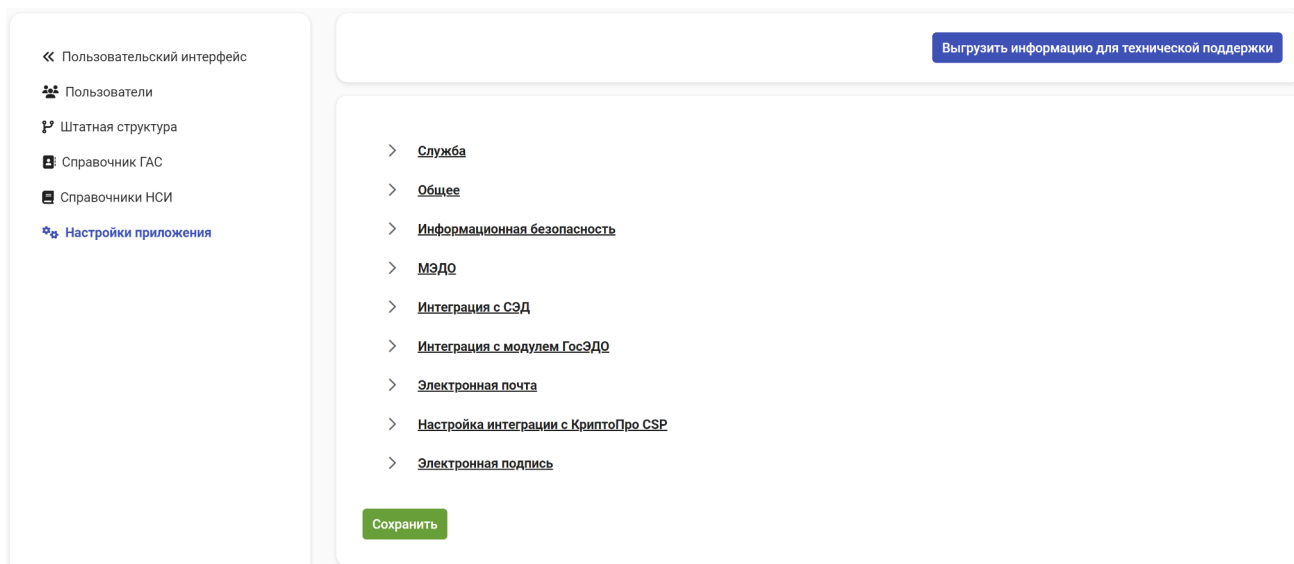 Пользовательский интерфейс
Пользователи
Штатная структура
Справочник ГАС
Справочники НСИ
Настройки приложения
Выгрузить информацию для технической поддержки
Служба
Общее
Информационная безопасность
МЭДО
Интеграция с СЭД
Интеграция с модулем ГосЭДО
Электронная почта
Настройка интеграции с КриптоПро CSP
Электронная подпись
Сохранить